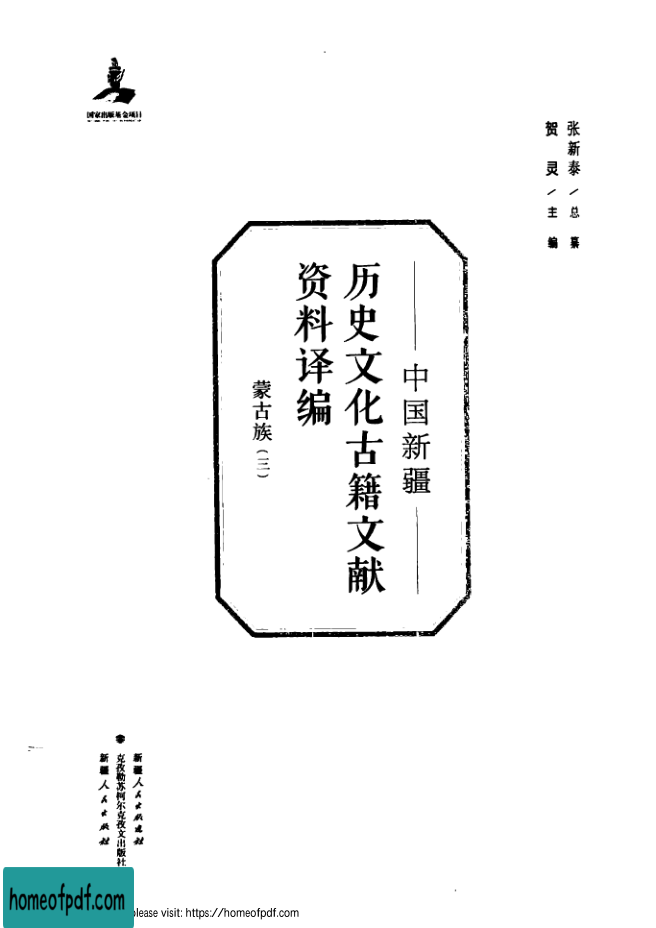 国家出版基金项目
张新泰／总纂
贺灵／主编
中国新疆
历史文化古籍文献
资料译编
蒙古族（三）
新疆人民出版社
克孜勒苏柯尔克孜文出版社
新疆人民出版社
homeofpdf.com
lease visit: https://homeofpdf.com